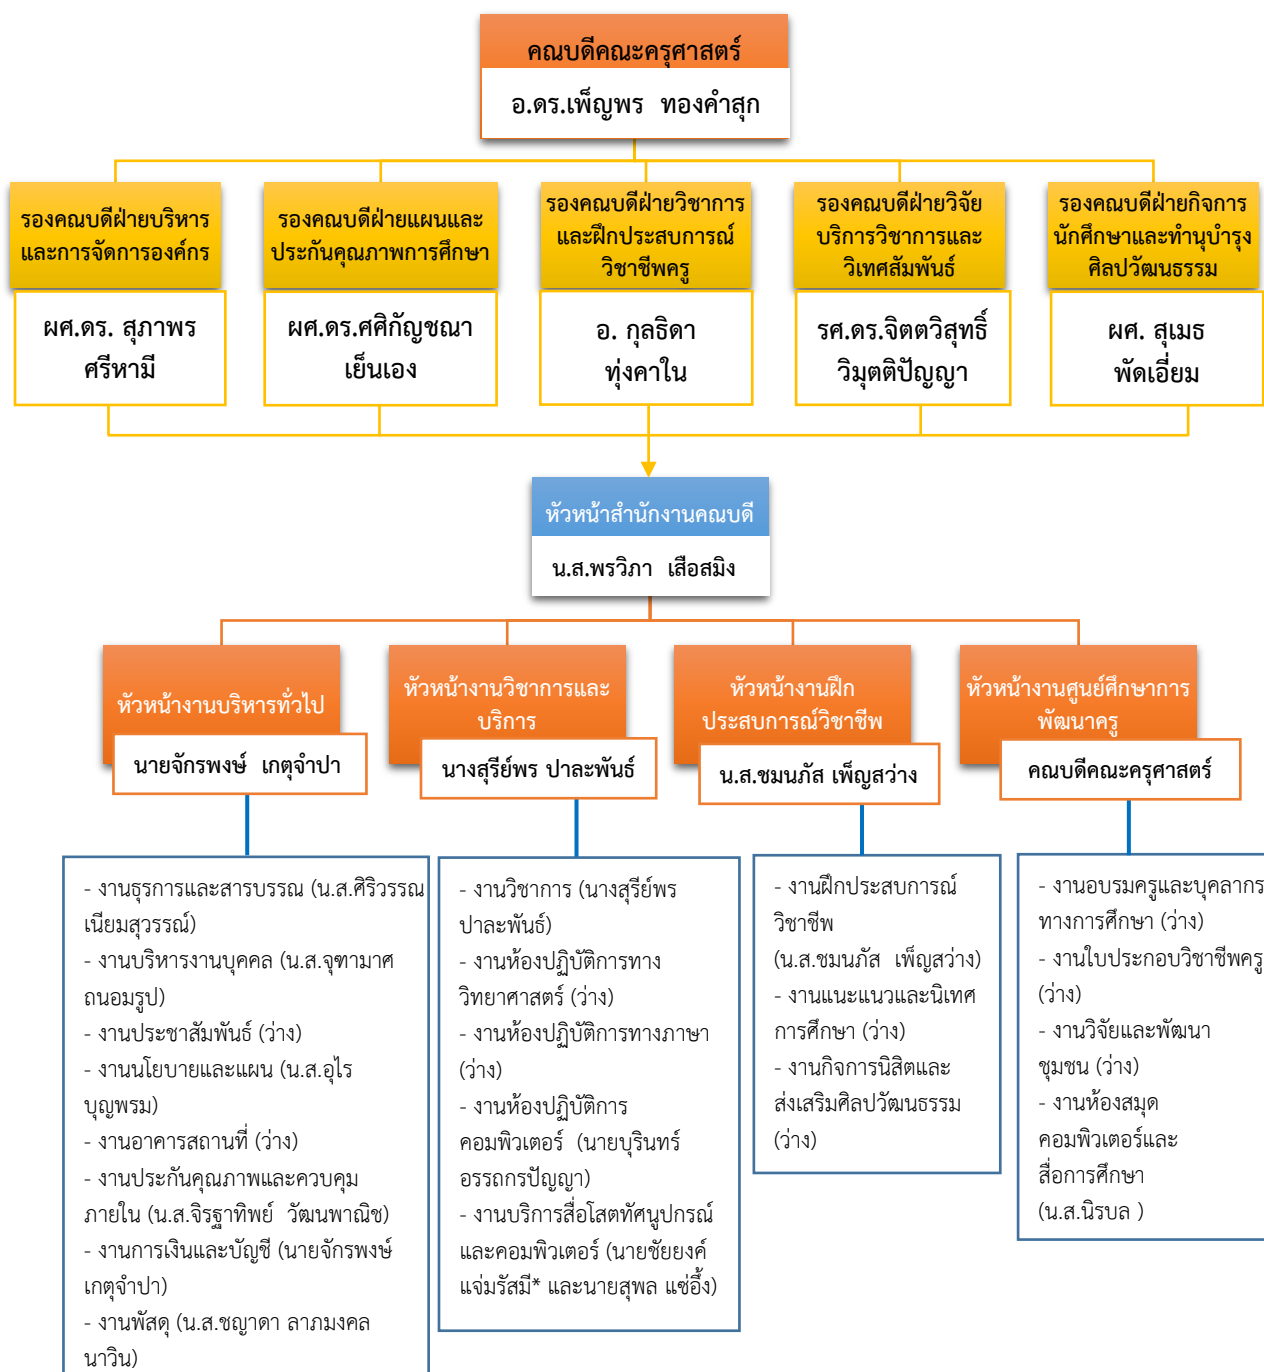 คณบดีคณะครุศาสตร์
อ.ดร.เพ็ญพร  ทองคำสุก
รองคณบดีฝ่ายบริหาร
และการจัดการองค์กร
ผศ.ดร. สุภาพร
ศรีหามี
รองคณบดีฝ่ายแผนและ
ประกันคุณภาพการศึกษา
ผศ.ดร.ศศิกัญชณา
เย็นเอง
รองคณบดีฝ่ายวิชาการ
และฝึกประสบการณ์
วิชาชีพครู
อ. กุลธิดา
ทุ่งคาใน
รองคณบดีฝ่ายวิจัย
บริการวิชาการและ
วิเทศสัมพันธ์
รศ.ดร.จิตตวิสุทธิ์
วิมุตติปัญญา
รองคณบดีฝ่ายกิจการ
นักศึกษาและทำนุบำรุง
ศิลปวัฒนธรรม
ผศ. สุเมธ
พัดเอี่ยม
หัวหน้าสำนักงานคณบดี
น.ส.พรวิภา  เสือสมิง
หัวหน้างานบริหารทั่วไป
นายจักรพงษ์  เกตุจำปา
หัวหน้างานวิชาการและ
บริการ
นางสุรีย์พร ปาละพันธ์
หัวหน้างานฝึก
ประสบการณ์วิชาชีพ
น.ส.ชมนภัส เพ็ญสว่าง
หัวหน้างานศูนย์ศึกษาการ
พัฒนาครู
คณบดีคณะครุศาสตร์
- งานธุรการและสารบรรณ (น.ส.ศิริวรรณ
เนียมสุวรรณ์)
- งานบริหารงานบุคคล (น.ส.จุฑามาศ
ถนอมรูป)
- งานประชาสัมพันธ์ (ว่าง)
- งานนโยบายและแผน (น.ส.อุไร
บุญพรม)
- งานอาคารสถานที่ (ว่าง)
- งานประกันคุณภาพและควบคุม
ภายใน (น.ส.จิรฐาทิพย์  วัฒนพาณิช)
- งานการเงินและบัญชี (นายจักรพงษ์
เกตุจำปา)
- งานพัสดุ (น.ส.ชญาดา ลาภมงคล
นาวิน)
- งานวิชาการ (นางสุรีย์พร
ปาละพันธ์)
- งานห้องปฏิบัติการทาง
วิทยาศาสตร์ (ว่าง)
- งานห้องปฏิบัติการทางภาษา
(ว่าง)
- งานห้องปฏิบัติการ
คอมพิวเตอร์  (นายบุรินทร์
อรรถกรปัญญา)
- งานบริการสื่อโสตทัศนูปกรณ์
และคอมพิวเตอร์ (นายชัยยงค์
แจ่มรัสมี* และนายสุพล แซ่อึ้ง)
- งานฝึกประสบการณ์
วิชาชีพ
(น.ส.ชมนภัส  เพ็ญสว่าง)
- งานแนะแนวและนิเทศ
การศึกษา (ว่าง)
- งานกิจการนิสิตและ
ส่งเสริมศิลปวัฒนธรรม
(ว่าง)
- งานอบรมครูและบุคลากร
ทางการศึกษา (ว่าง)
- งานใบประกอบวิชาชีพครู
(ว่าง)
- งานวิจัยและพัฒนา
ชุมชน (ว่าง)
- งานห้องสมุด
คอมพิวเตอร์และ
สื่อการศึกษา
(น.ส.นิรบล )